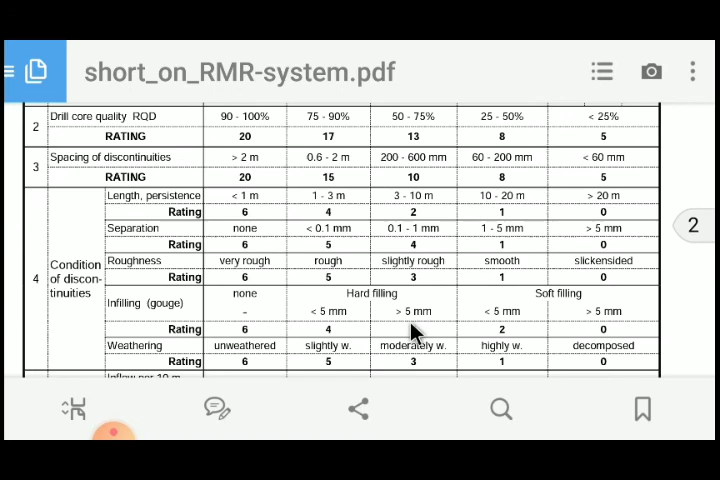 short_on_RMR-system.pdf
2 Drill core quality RQD 90 - 100% 75 - 90% 50 - 75% 25 - 50% < 25%
RATING 20 17 13 8 5
3 Spacing of discontinuities > 2 m 0.6 - 2 m 200 - 600 mm 60 - 200 mm < 60 mm
RATING 20 15 10 8 5
4 Condition of discon- tinuities
Length, persistence < 1 m 1 - 3 m 3 - 10 m 10 - 20 m > 20 m
Rating 6 4 2 1 0
Separation none < 0.1 mm 0.1 - 1 mm 1 - 5 mm > 5 mm
Rating 6 5 4 1 0
Roughness very rough rough slightly rough smooth slickensided
Rating 6 5 3 1 0
Infilling (gouge) none Hard filling Soft filling
- < 5 mm > 5 mm < 5 mm > 5 mm
Rating 6 4 2 0
Weathering unweathered slightly w. moderately w. highly w. decomposed
Rating 6 5 3 1 0
Inflow per 10 m
2